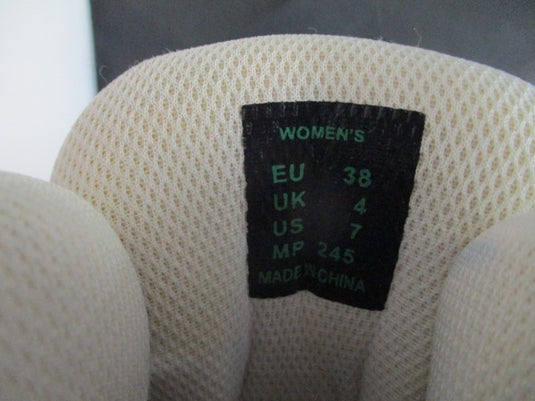 WOMEN'S
EU 38
UK 4
US 7
MP 245
MADE IN CHINA